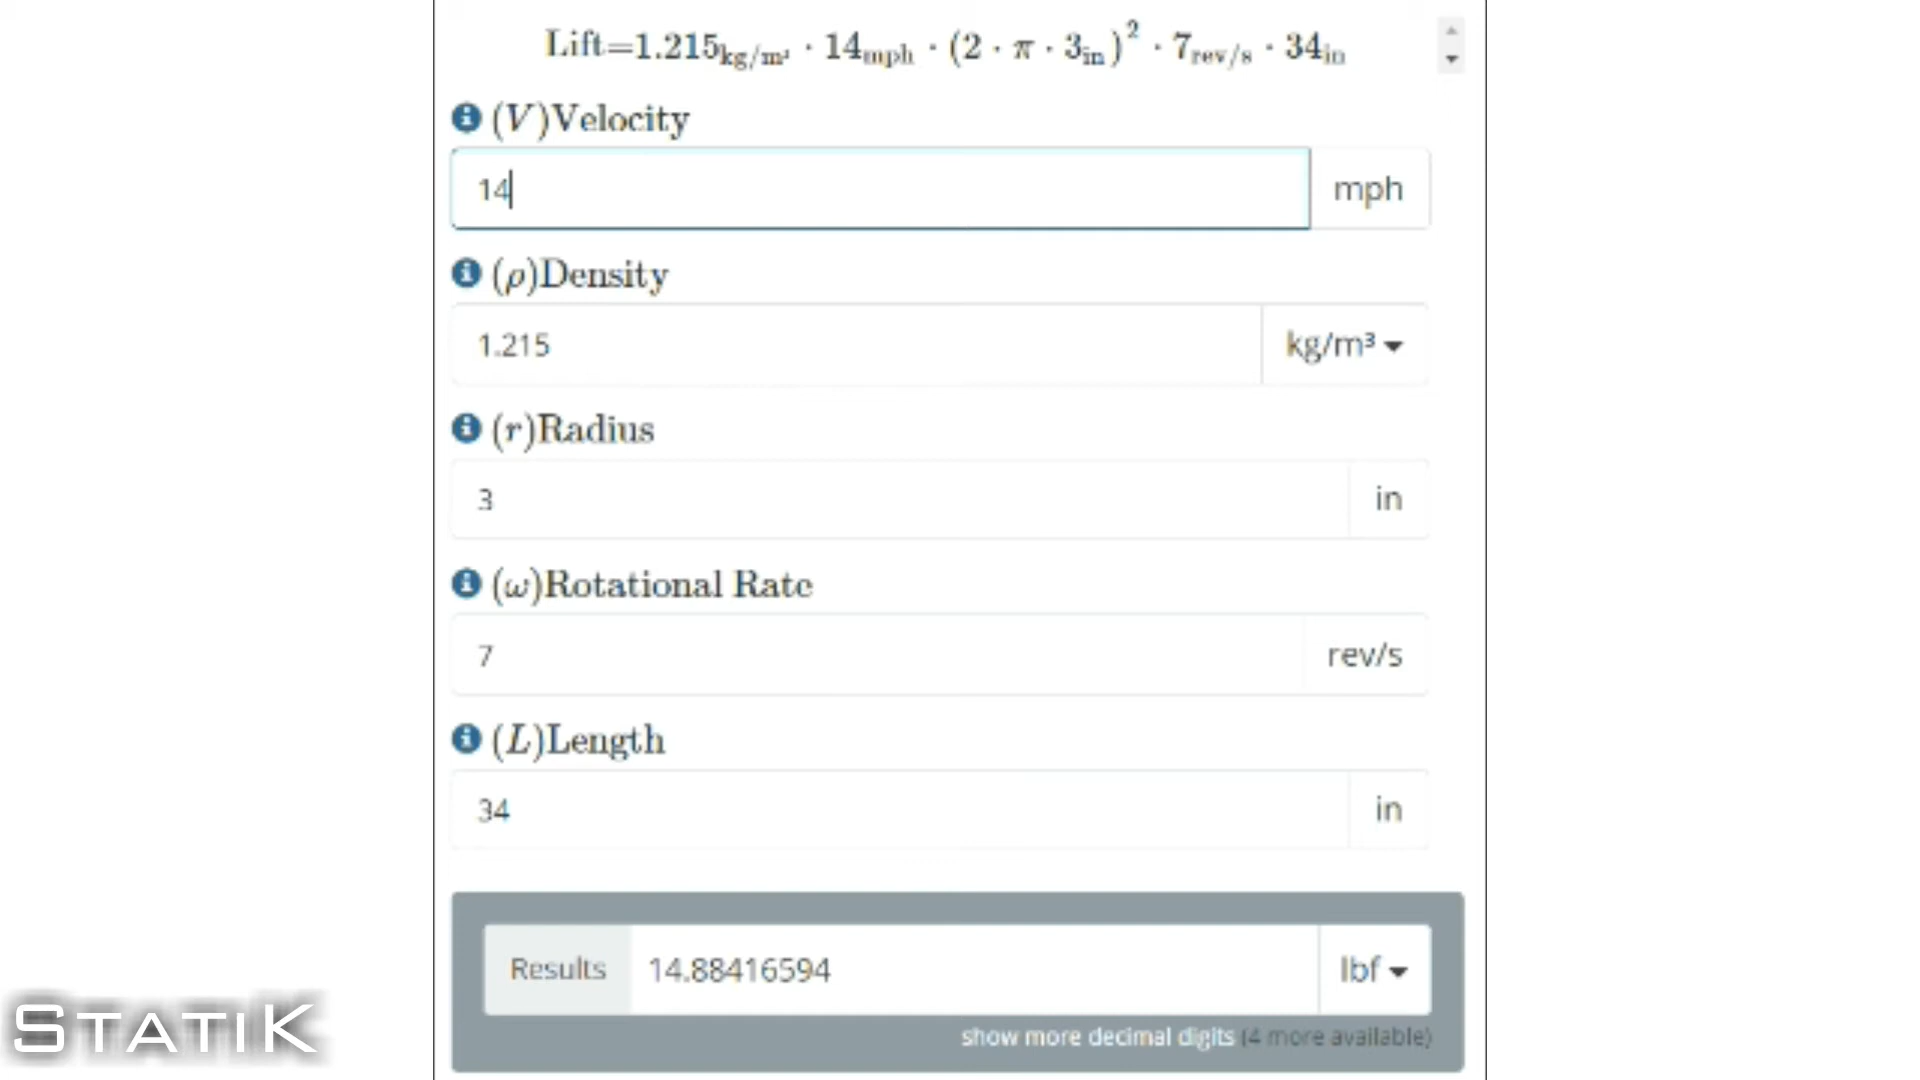 Lift=1.215kg/m³ · 14mph · (2 · π · 3in)² · 7rev/s · 34in
(V)Velocity
14 mph
(ρ)Density
1.215 kg/m³
(r)Radius
3 in
(ω)Rotational Rate
7 rev/s
(L)Length
34 in
Results 14.88416594 lbf
show more decimal digits (4 more available)
STATIK